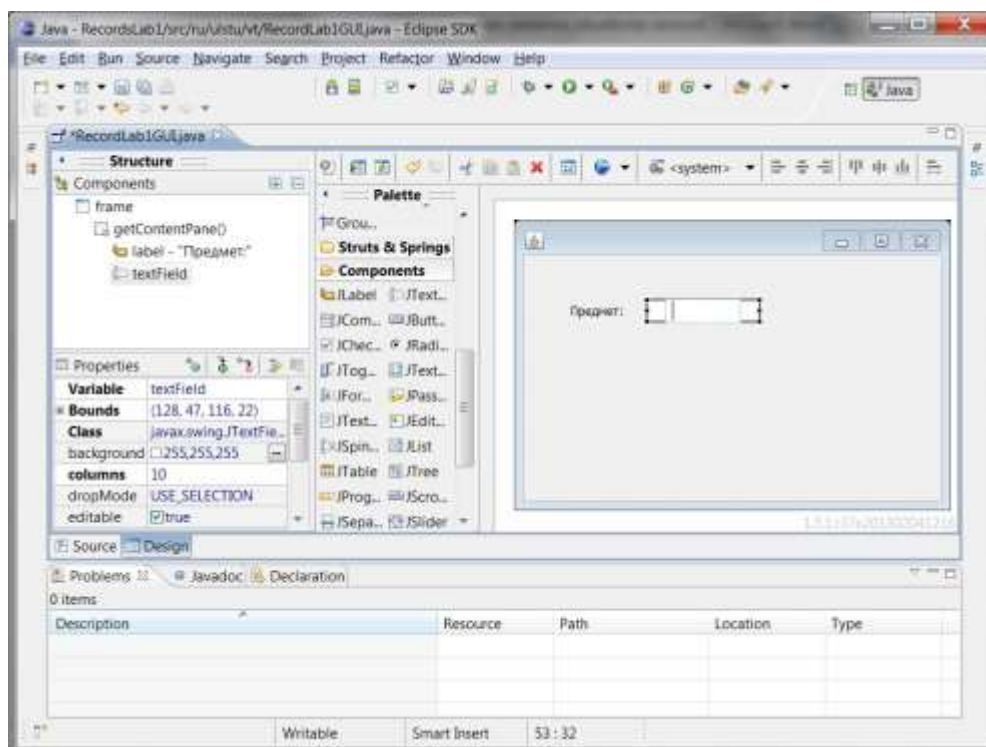 Java - RecordsLab1/src/ru/ulstu/vt/RecordLab1GUI.java - Eclipse SDK
File Edit Run Source Navigate Search Project Refactor Window Help
Java
*RecordLab1GUI.java
Structure
Components
frame
getContentPane()
label - "Предмет:"
textField
Properties
Variable textField
Bounds (128, 47, 116, 22)
Class javax.swing.JTextFie...
background 255,255,255
columns 10
dropMode USE_SELECTION
editable true
<system>
Palette
Grou...
Struts & Springs
Components
JLabel JText...
JCom... JButt...
JChec... JRadi...
JTog... JText...
JFor... JPass...
JText... JEdit...
JSpin... JList
JTable JTree
JProg... JScro...
JSepa... JSlider
Предмет:
Source Design
Problems Javadoc Declaration
0 items
Description Resource Path Location Type
Writable Smart Insert 53 : 32